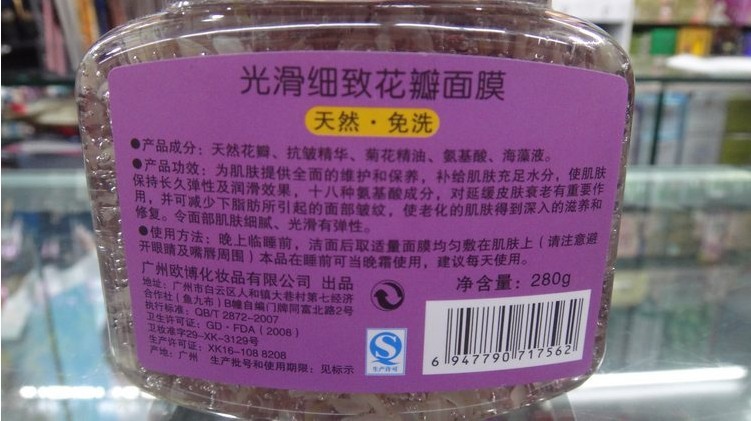 光滑细致花瓣面膜
天然·免洗
●产品成分：天然花瓣、抗皱精华、菊花精油、氨基酸、海藻液。
●产品功效：为肌肤提供全面的维护和保养，补给肌肤充足水分，使肌肤
保持长久弹性及润滑效果，十八种氨基酸成分，对延缓皮肤衰老有重要作
用，并可减少下脂肪所引起的面部皱纹，使老化的肌肤得到深入的滋养和
修复。令面部肌肤细腻、光滑有弹性。
●使用方法：晚上临睡前，洁面后取适量面膜均匀敷在肌肤上（请注意避
开眼睛及嘴唇周围）本品在睡前可当晚霜使用，建议每天使用。
广州欧博化妆品有限公司 出品
净含量：280g
地址：广州市白云区人和镇大巷村第七经济
合作社（鱼九布）B幢自编门牌同富北路2号
执行标准：QB/T 2872-2007
卫生许可证：GD·FDA（2008）
卫妆准字29-XK-3129号
生产许可证：XK16-108 8208
产地：广州 生产批号和使用期限：见标示
生产许可
6 947790 717562